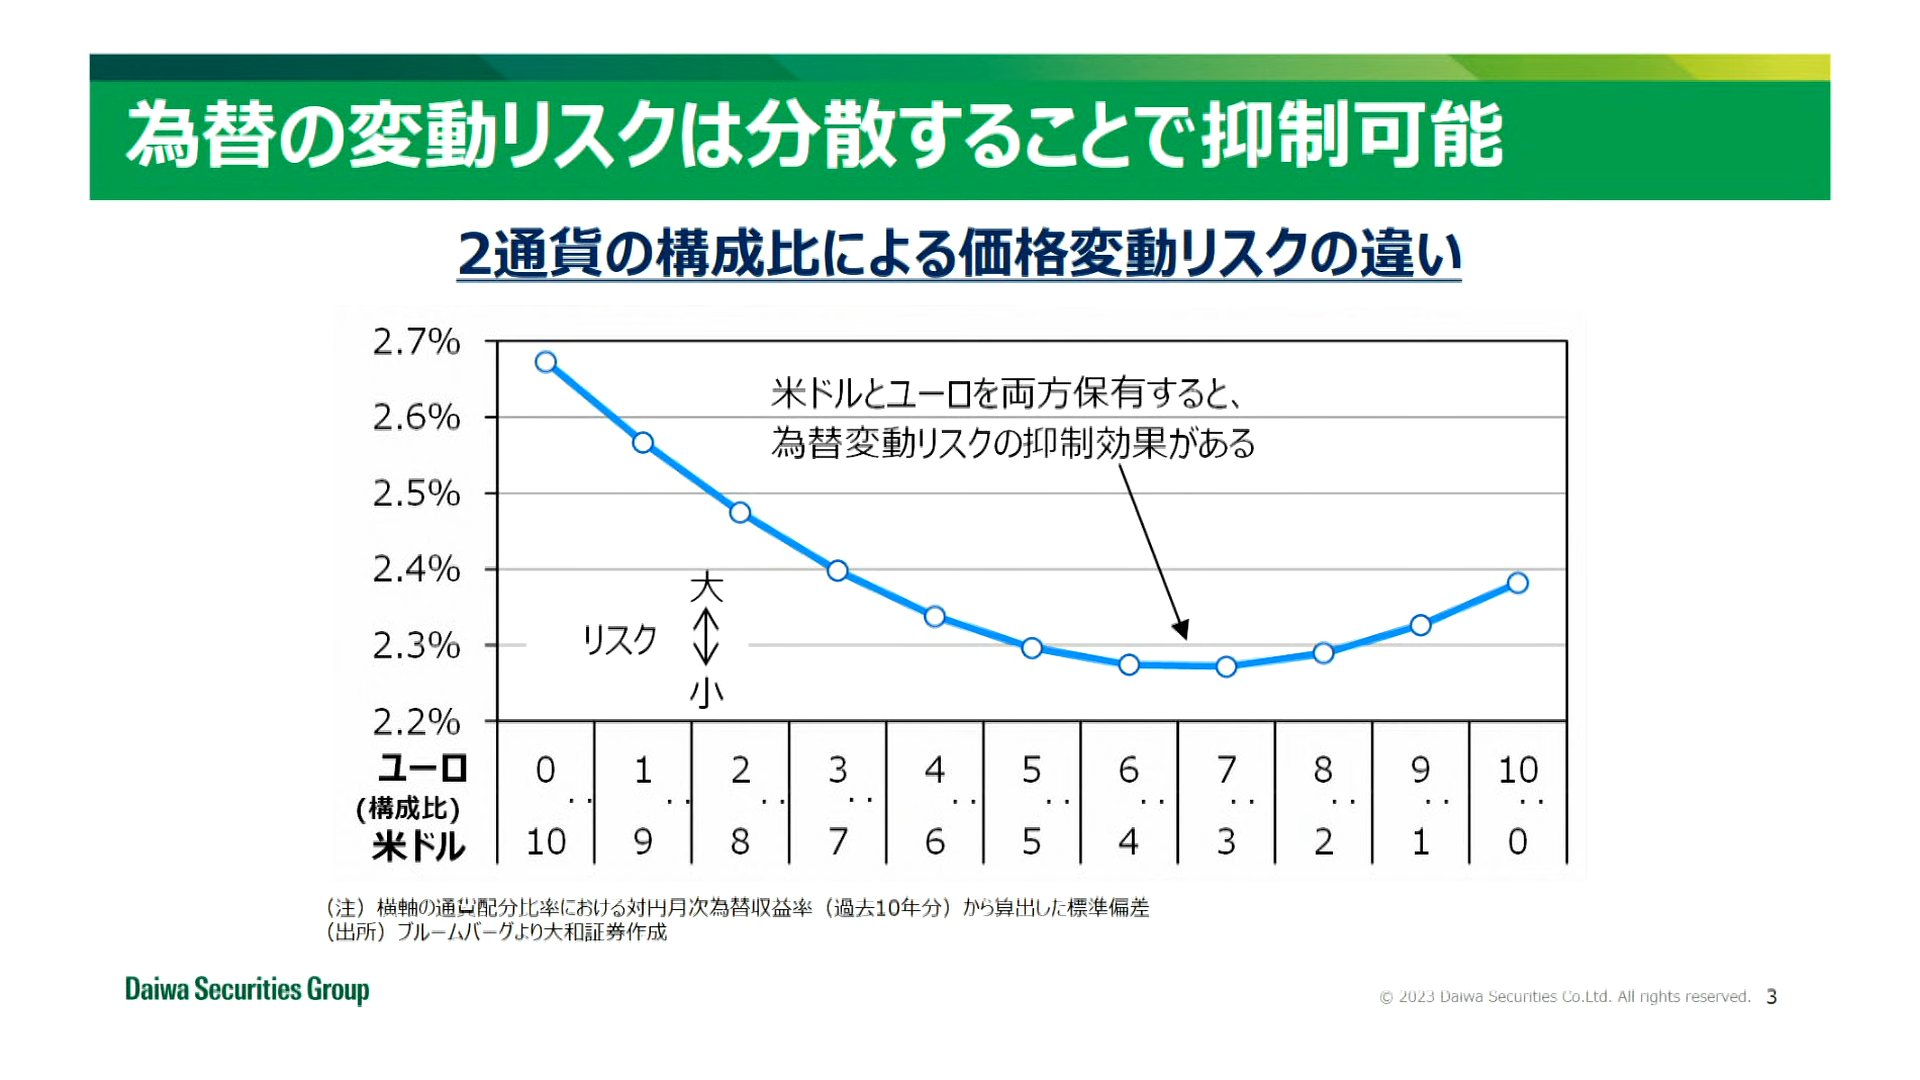 為替の変動リスクは分散することで抑制可能
2通貨の構成比による価格変動リスクの違い
2.7%
2.6%
2.5%
2.4%
2.3%
2.2%
米ドルとユーロを両方保有すると、
為替変動リスクの抑制効果がある
大
リスク
小
ユーロ 0 1 2 3 4 5 6 7 8 9 10
(構成比) : : : : : : : : : : :
米ドル 10 9 8 7 6 5 4 3 2 1 0
（注）横軸の通貨配分比率における対円月次為替収益率（過去10年分）から算出した標準偏差
（出所）ブルームバーグより大和証券作成
Daiwa Securities Group
© 2023 Daiwa Securities Co.Ltd. All rights reserved. 3